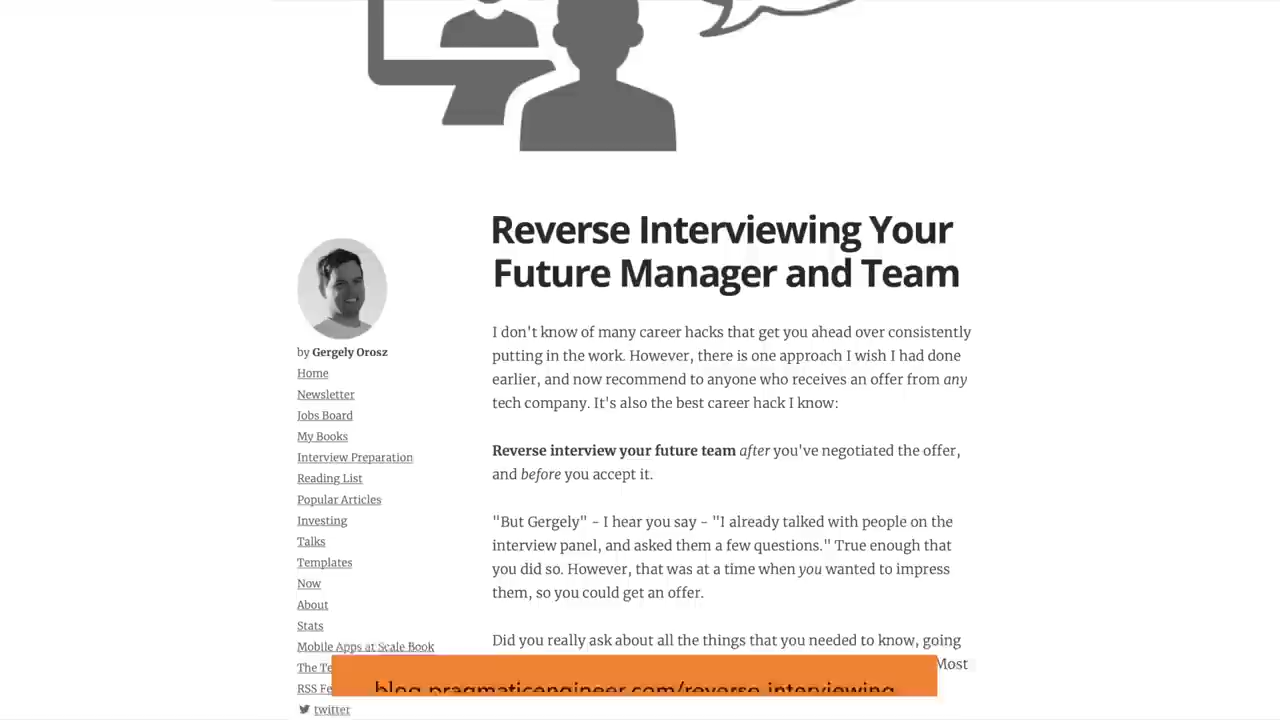 Reverse Interviewing Your
Future Manager and Team
by Gergely Orosz
Home
Newsletter
Jobs Board
My Books
Interview Preparation
Reading List
Popular Articles
Investing
Talks
Templates
Now
About
Stats
Mobile Apps at Scale Book
The
RSS
twitter
I don't know of many career hacks that get you ahead over consistently
putting in the work. However, there is one approach I wish I had done
earlier, and now recommend to anyone who receives an offer from any
tech company. It's also the best career hack I know:
Reverse interview your future team after you've negotiated the offer,
and before you accept it.
"But Gergely" - I hear you say - "I already talked with people on the
interview panel, and asked them a few questions." True enough that
you did so. However, that was at a time when you wanted to impress
them, so you could get an offer.
Did you really ask about all the things that you needed to know, going
Most
blog.pragmaticengineer.com/reverse-interviewing